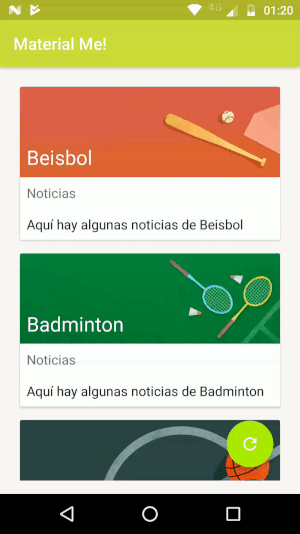 4G
01:20
Material Me!
Beisbol
Noticias
Aquí hay algunas noticias de Beisbol
Badminton
Noticias
Aquí hay algunas noticias de Badminton